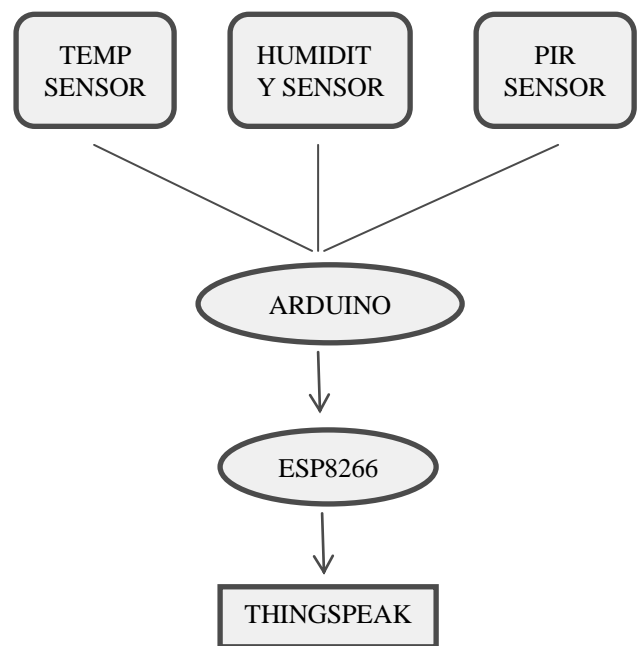 TEMP
SENSOR
HUMIDIT
Y SENSOR
PIR
SENSOR
ARDUINO
ESP8266
THINGSPEAK